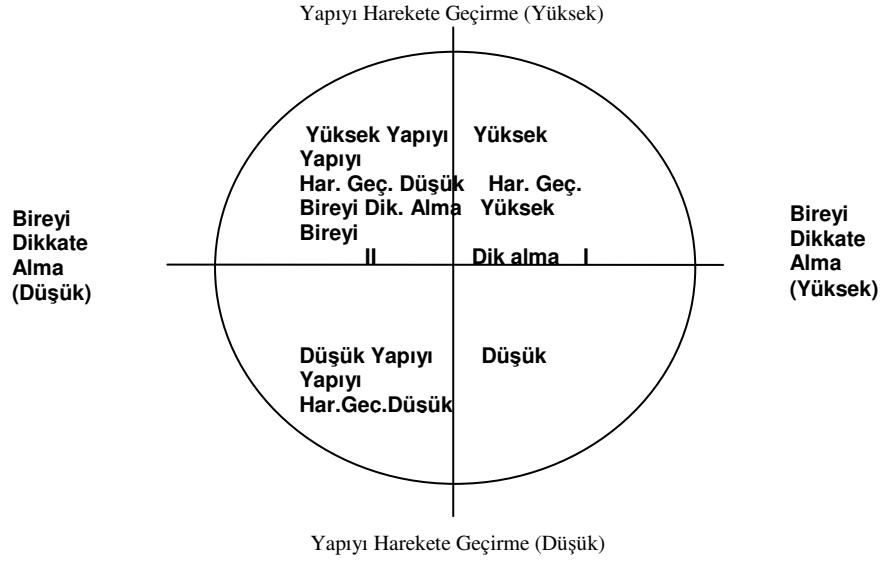 Yapıyı Harekete Geçirme (Yüksek)
Yüksek Yapıyı Yüksek
Yapıyı
Har. Geç. Düşük Har. Geç.
Bireyi Dik. Alma Yüksek
Bireyi
II Dik alma I
Bireyi
Dikkate
Alma
(Düşük)
Bireyi
Dikkate
Alma
(Yüksek)
Düşük Yapıyı Düşük
Yapıyı
Har.Gec.Düşük
Yapıyı Harekete Geçirme (Düşük)